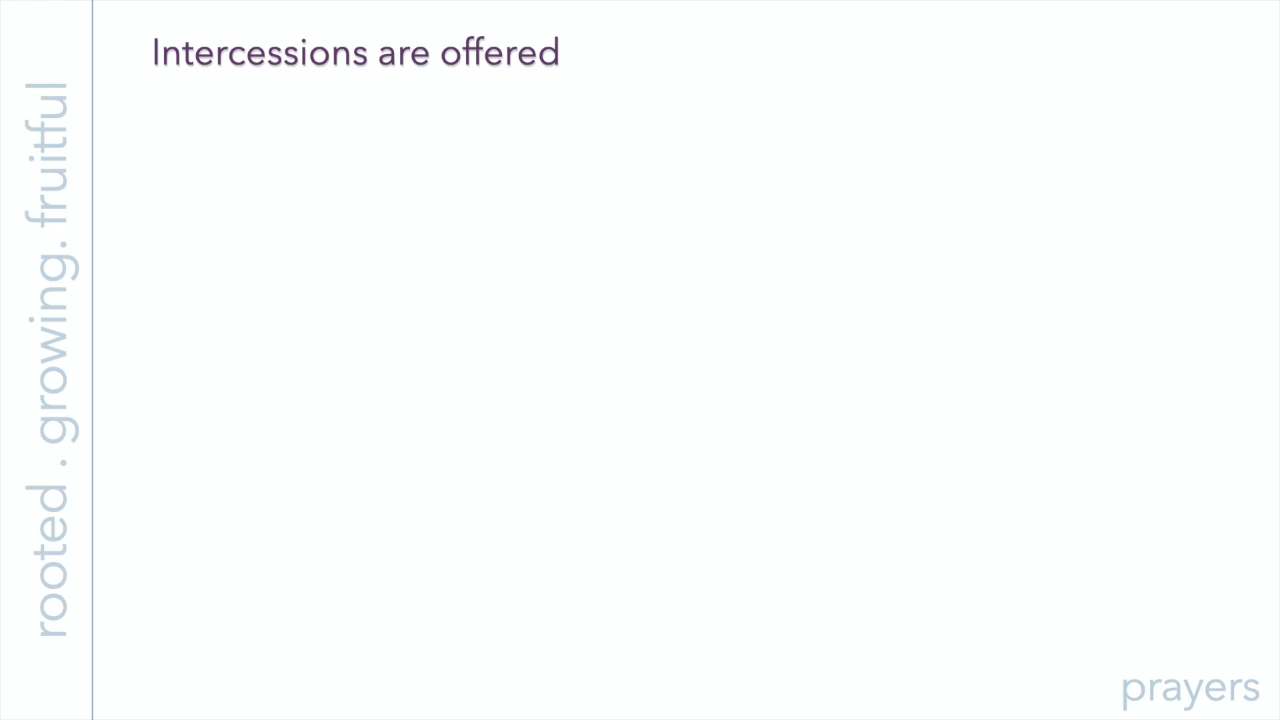 Intercessions are offered
rooted . growing. fruitful
prayers